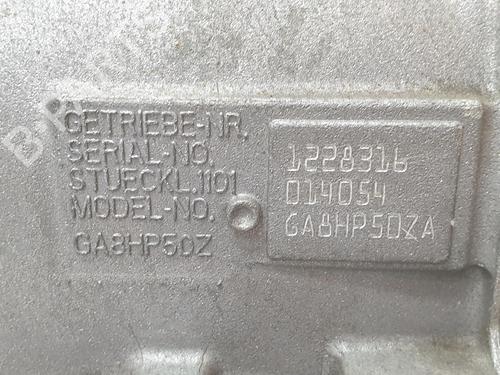 GETRIEBE-NR.
SERIAL-NO.
STUECKL.1101
MODEL-NO.
GA8HP50Z
1228316
014054
GA8HP50ZA